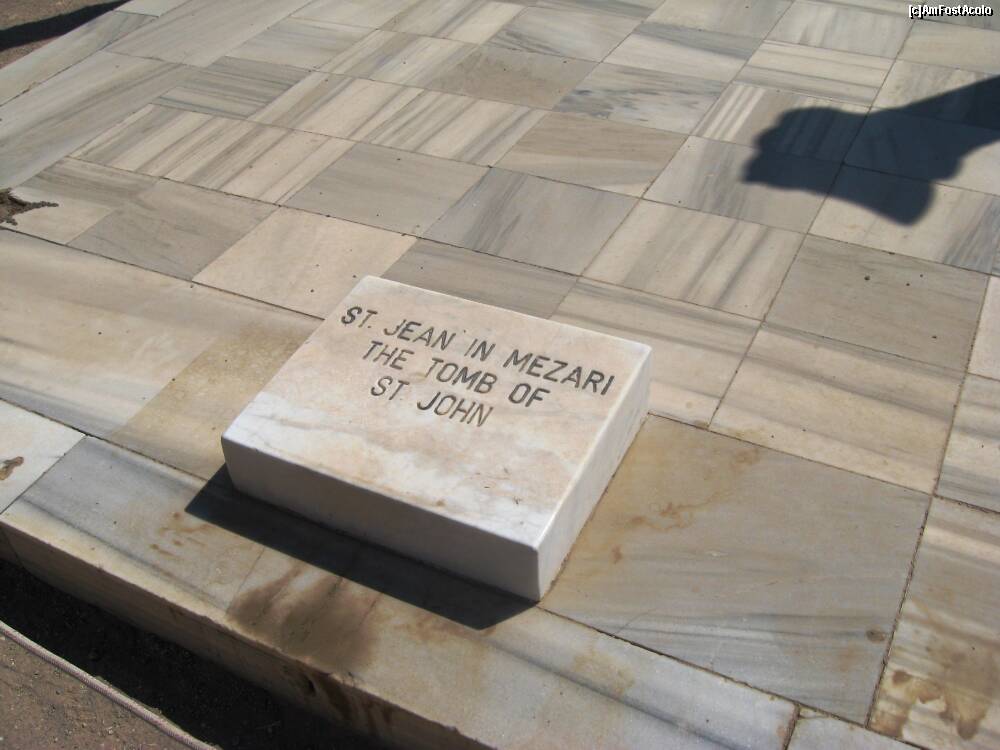 [c]AmFostAcolo
ST. JEAN' IN MEZARI
THE TOMB OF
ST JOHN